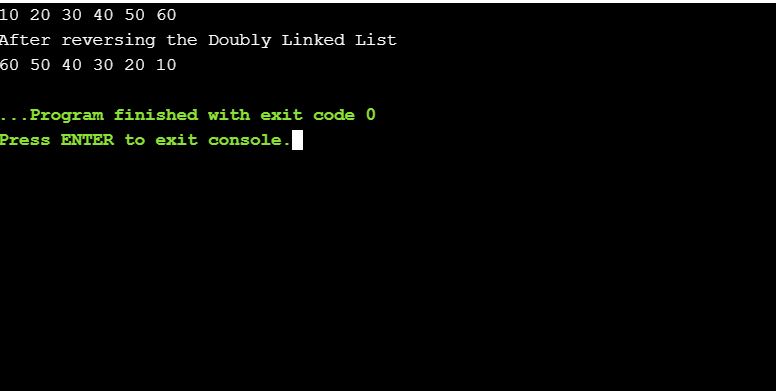 10 20 30 40 50 60
After reversing the Doubly Linked List
60 50 40 30 20 10
...Program finished with exit code 0
Press ENTER to exit console.